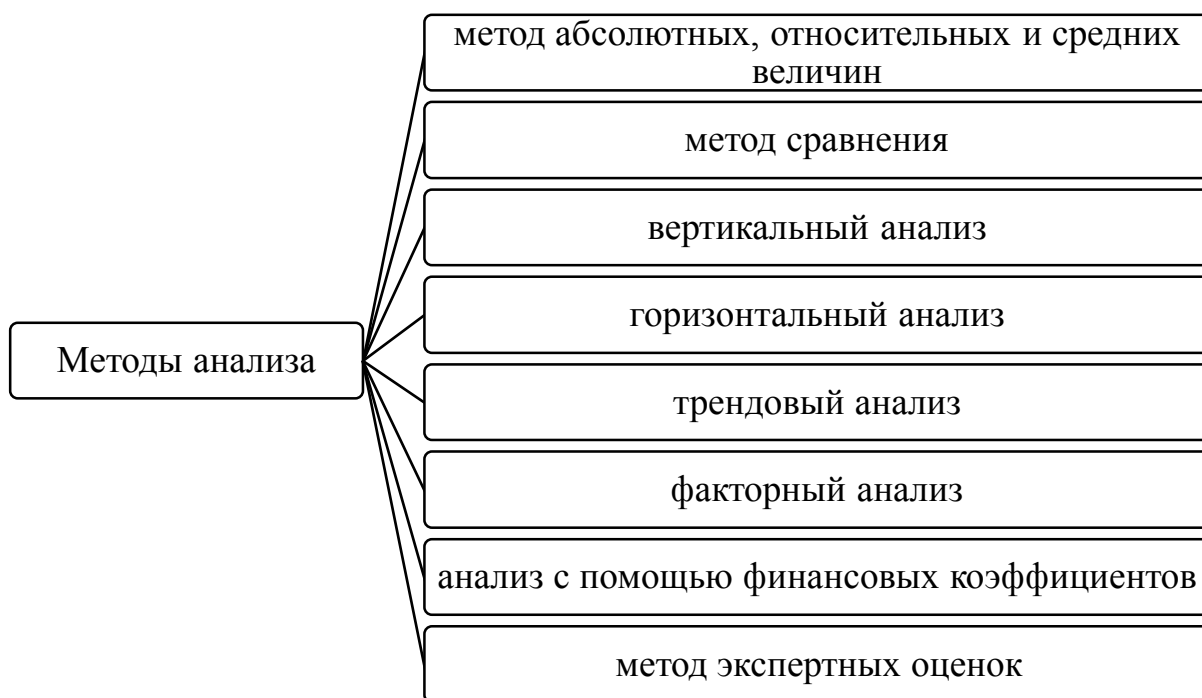 метод абсолютных, относительных и средних
величин
метод сравнения
вертикальный анализ
горизонтальный анализ
Методы анализа
трендовый анализ
факторный анализ
анализ с помощью финансовых коэффициентов
метод экспертных оценок